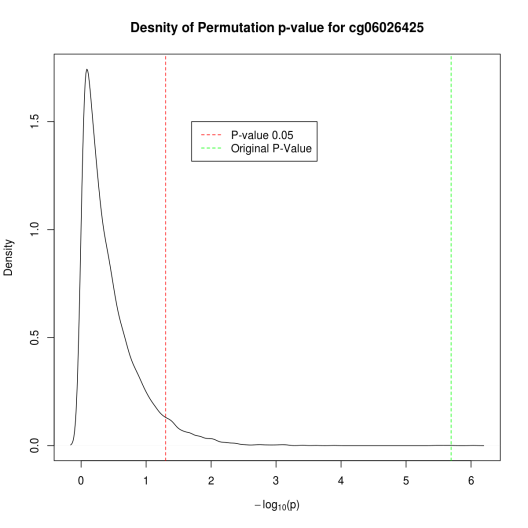 Desnity of Permutation p-value for cg06026425
1.5
1.0
0.5
0.0
Density
P-value 0.05
Original P-Value
0 1 2 3 4 5 6
−log10(p)